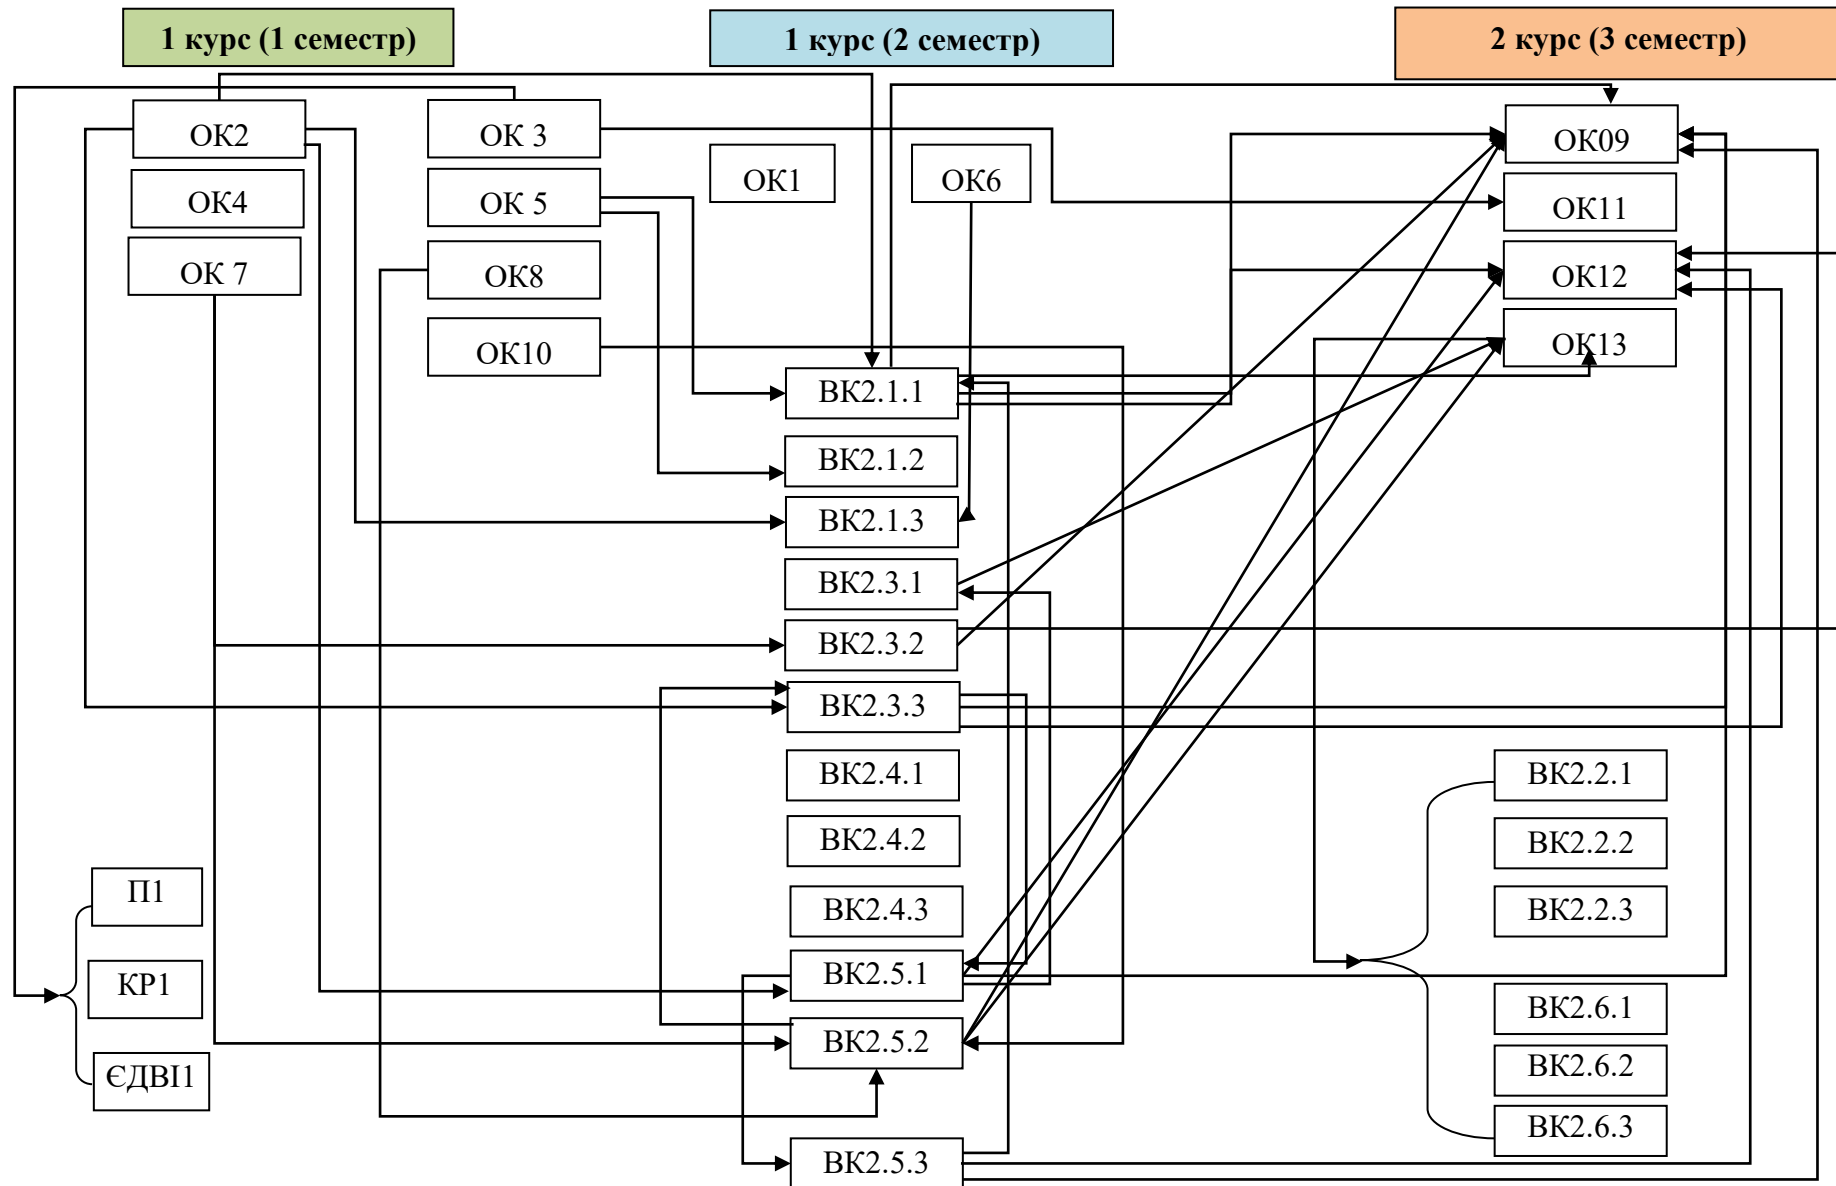 1 курс (1 семестр)
1 курс (2 семестр)
2 курс (3 семестр)
ОК2
ОК 3
ОК09
ОК4
ОК 5
ОК1
ОК6
ОК11
ОК 7
ОК8
ОК12
ОК10
ОК13
ВК2.1.1
ВК2.1.2
ВК2.1.3
ВК2.3.1
ВК2.3.2
ВК2.3.3
ВК2.4.1
ВК2.2.1
ВК2.4.2
ВК2.2.2
П1
ВК2.4.3
ВК2.2.3
КР1
ВК2.5.1
ВК2.6.1
ВК2.5.2
ВК2.6.2
ЄДВІ1
ВК2.6.3
ВК2.5.3